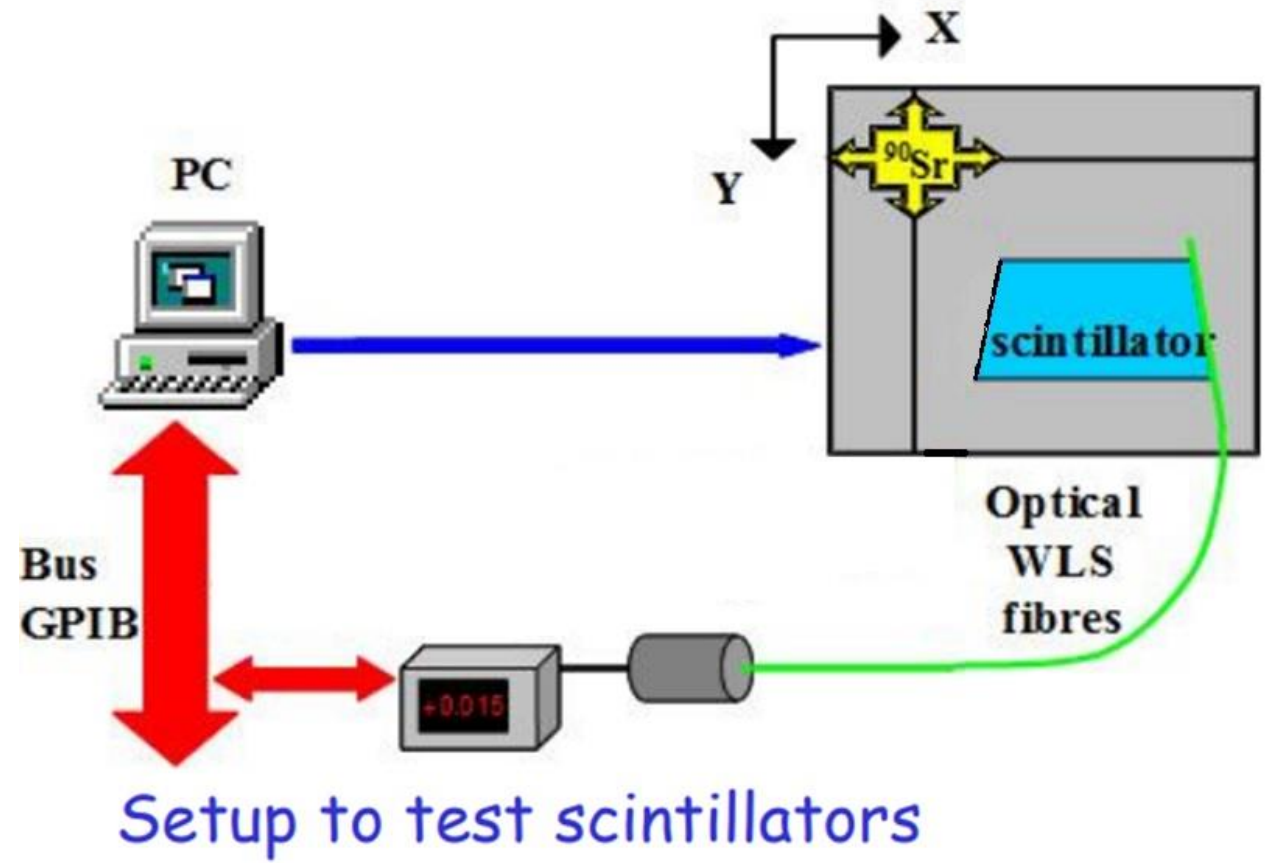 X
PC
Y
⁹⁰Sr
scintillator
Optical
WLS
fibres
Bus
GPIB
+0.015
Setup to test scintillators